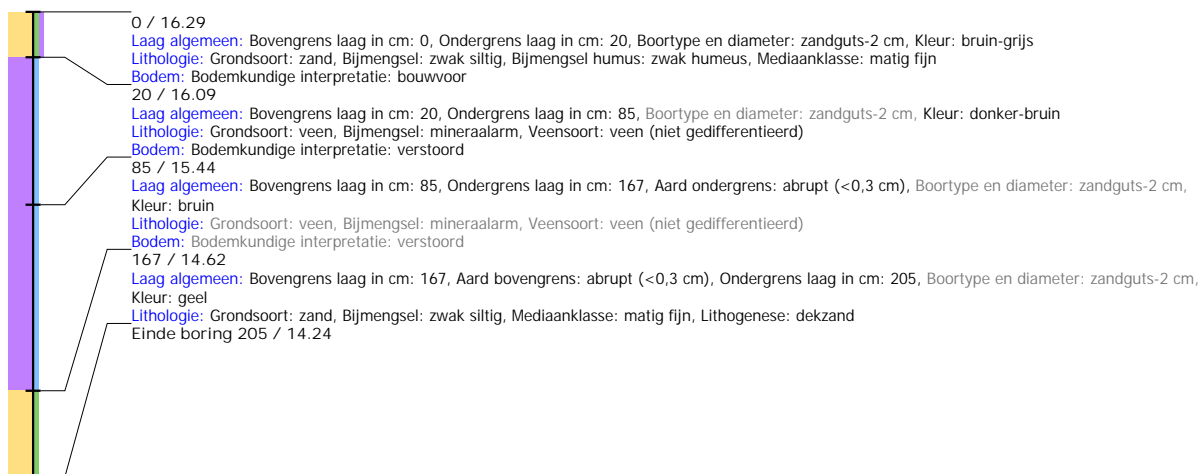 0 / 16.29
Laag algemeen: Bovengrens laag in cm: 0, Ondergrens laag in cm: 20, Boortype en diameter: zandguts-2 cm, Kleur: bruin-grijs
Lithologie: Grondsoort: zand, Bijmengsel: zwak siltig, Bijmengsel humus: zwak humeus, Mediaanklasse: matig fijn
Bodem: Bodemkundige interpretatie: bouwvoor
20 / 16.09
Laag algemeen: Bovengrens laag in cm: 20, Ondergrens laag in cm: 85, Boortype en diameter: zandguts-2 cm, Kleur: donker-bruin
Lithologie: Grondsoort: veen, Bijmengsel: mineraalarm, Veensoort: veen (niet gedifferentieerd)
Bodem: Bodemkundige interpretatie: verstoord
85 / 15.44
Laag algemeen: Bovengrens laag in cm: 85, Ondergrens laag in cm: 167, Aard ondergrens: abrupt (<0,3 cm), Boortype en diameter: zandguts-2 cm,
Kleur: bruin
Lithologie: Grondsoort: veen, Bijmengsel: mineraalarm, Veensoort: veen (niet gedifferentieerd)
Bodem: Bodemkundige interpretatie: verstoord
167 / 14.62
Laag algemeen: Bovengrens laag in cm: 167, Aard bovengrens: abrupt (<0,3 cm), Ondergrens laag in cm: 205, Boortype en diameter: zandguts-2 cm,
Kleur: geel
Lithologie: Grondsoort: zand, Bijmengsel: zwak siltig, Mediaanklasse: matig fijn, Lithogenese: dekzand
Einde boring 205 / 14.24